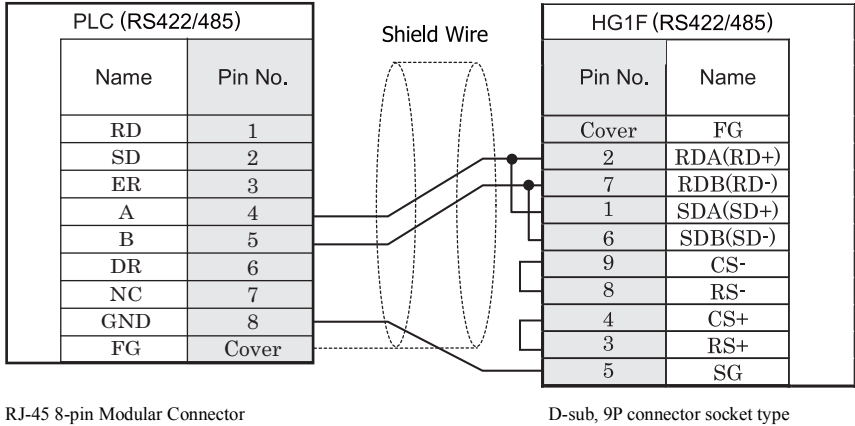 PLC (RS422/485)
Shield Wire
HG1F (RS422/485)
Name Pin No.
Pin No. Name
RD 1
SD 2
ER 3
A 4
B 5
DR 6
NC 7
GND 8
FG Cover
Cover FG
2 RDA(RD+)
7 RDB(RD-)
1 SDA(SD+)
6 SDB(SD-)
9 CS-
8 RS-
4 CS+
3 RS+
5 SG
RJ-45 8-pin Modular Connector
D-sub, 9P connector socket type